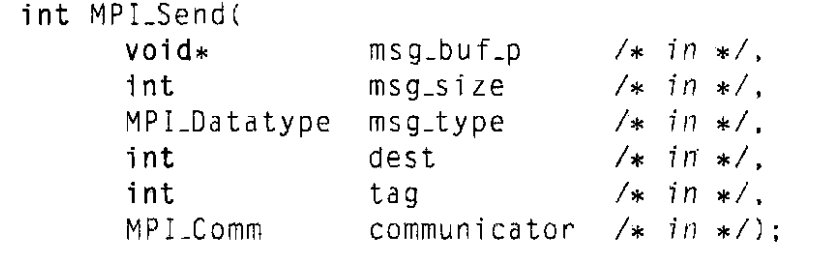 int MPI_Send(
void* msg_buf_p /* in */,
int msg_size /* in */,
MPI_Datatype msg_type /* in */,
int dest /* in */,
int tag /* in */,
MPI_Comm communicator /* in */);